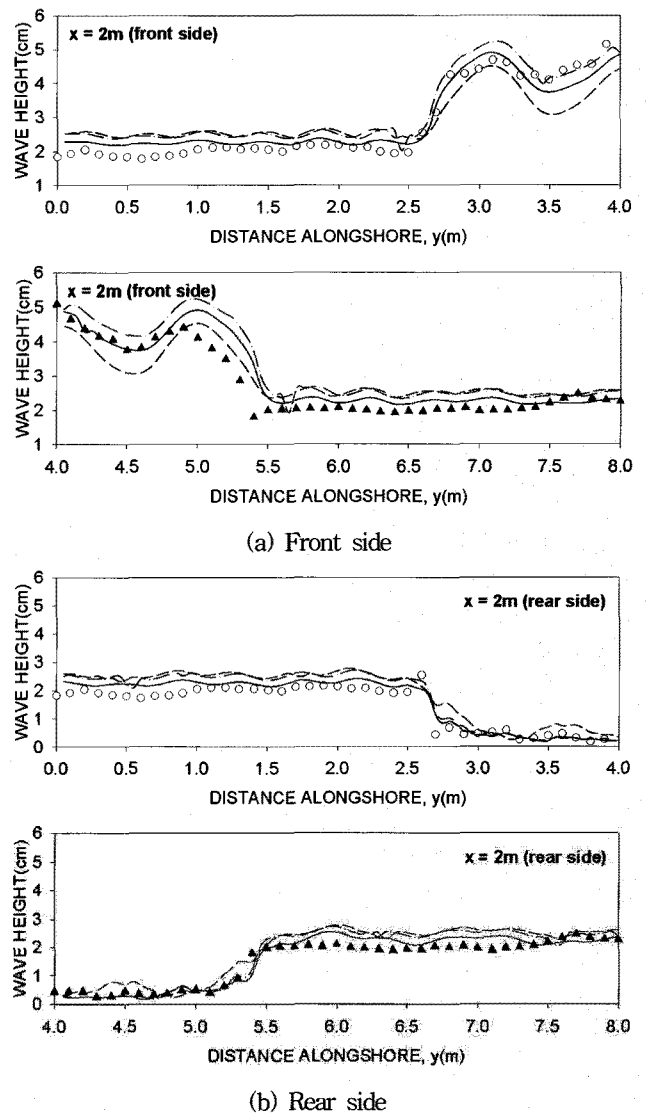 x = 2m (front side)
WAVE HEIGHT(cm)
6
5
4
3
2
1
0.0 0.5 1.0 1.5 2.0 2.5 3.0 3.5 4.0
DISTANCE ALONGSHORE, y(m)
x = 2m (front side)
WAVE HEIGHT(cm)
6
5
4
3
2
1
4.0 4.5 5.0 5.5 6.0 6.5 7.0 7.5 8.0
DISTANCE ALONGSHORE, y(m)
(a) Front side
x = 2m (rear side)
WAVE HEIGHT(cm)
6
5
4
3
2
1
0
0.0 0.5 1.0 1.5 2.0 2.5 3.0 3.5 4.0
DISTANCE ALONGSHORE, y(m)
x = 2m (rear side)
WAVE HEIGHT(cm)
6
5
4
3
2
1
0
4.0 4.5 5.0 5.5 6.0 6.5 7.0 7.5 8.0
DISTANCE ALONGSHORE, y(m)
(b) Rear side